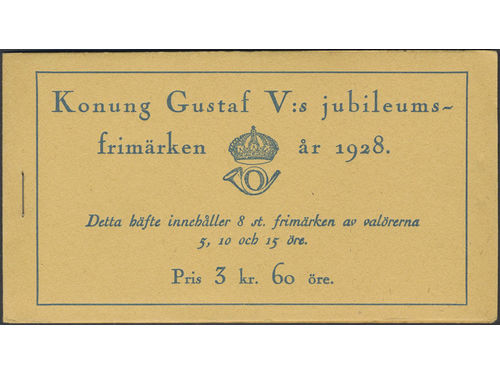 Konung Gustaf V:s jubileums-
frimärken år 1928.
Detta häfte innehåller 8 st. frimärken av valörerna
5, 10 och 15 öre.
Pris 3 kr. 60 öre.